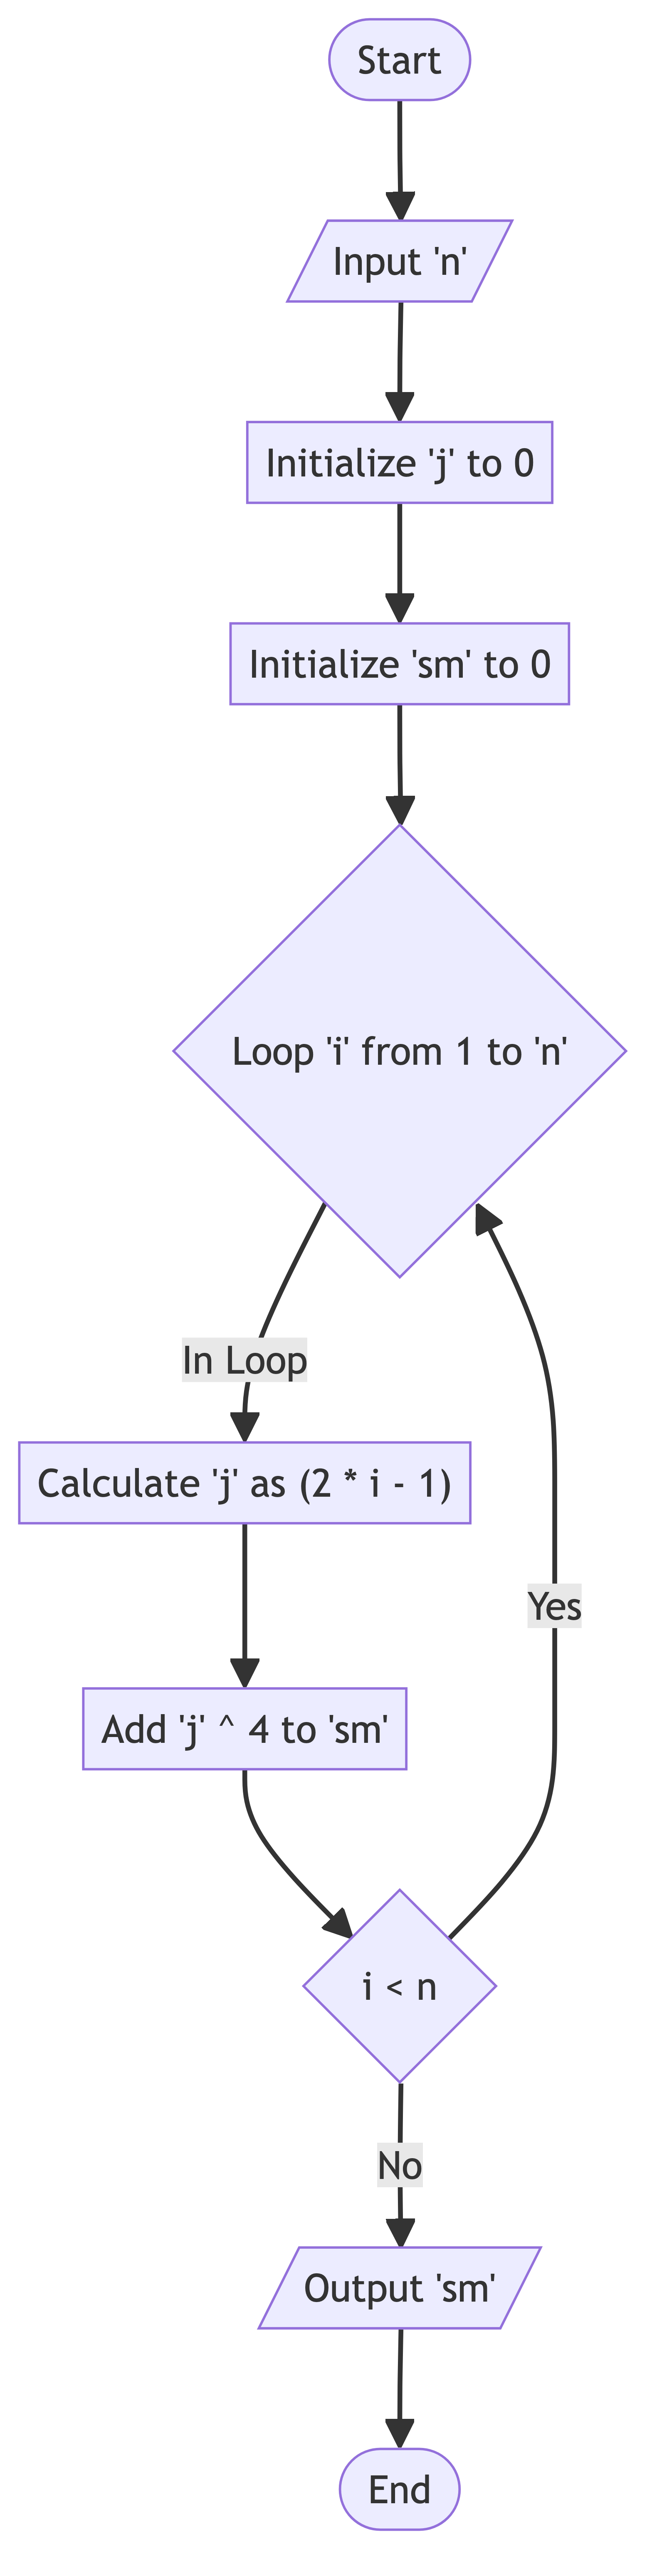 Start
Input 'n'
Initialize 'j' to 0
Initialize 'sm' to 0
Loop 'i' from 1 to 'n'
In Loop
Calculate 'j' as (2 * i - 1)
Yes
Add 'j' ^ 4 to 'sm'
i < n
No
Output 'sm'
End